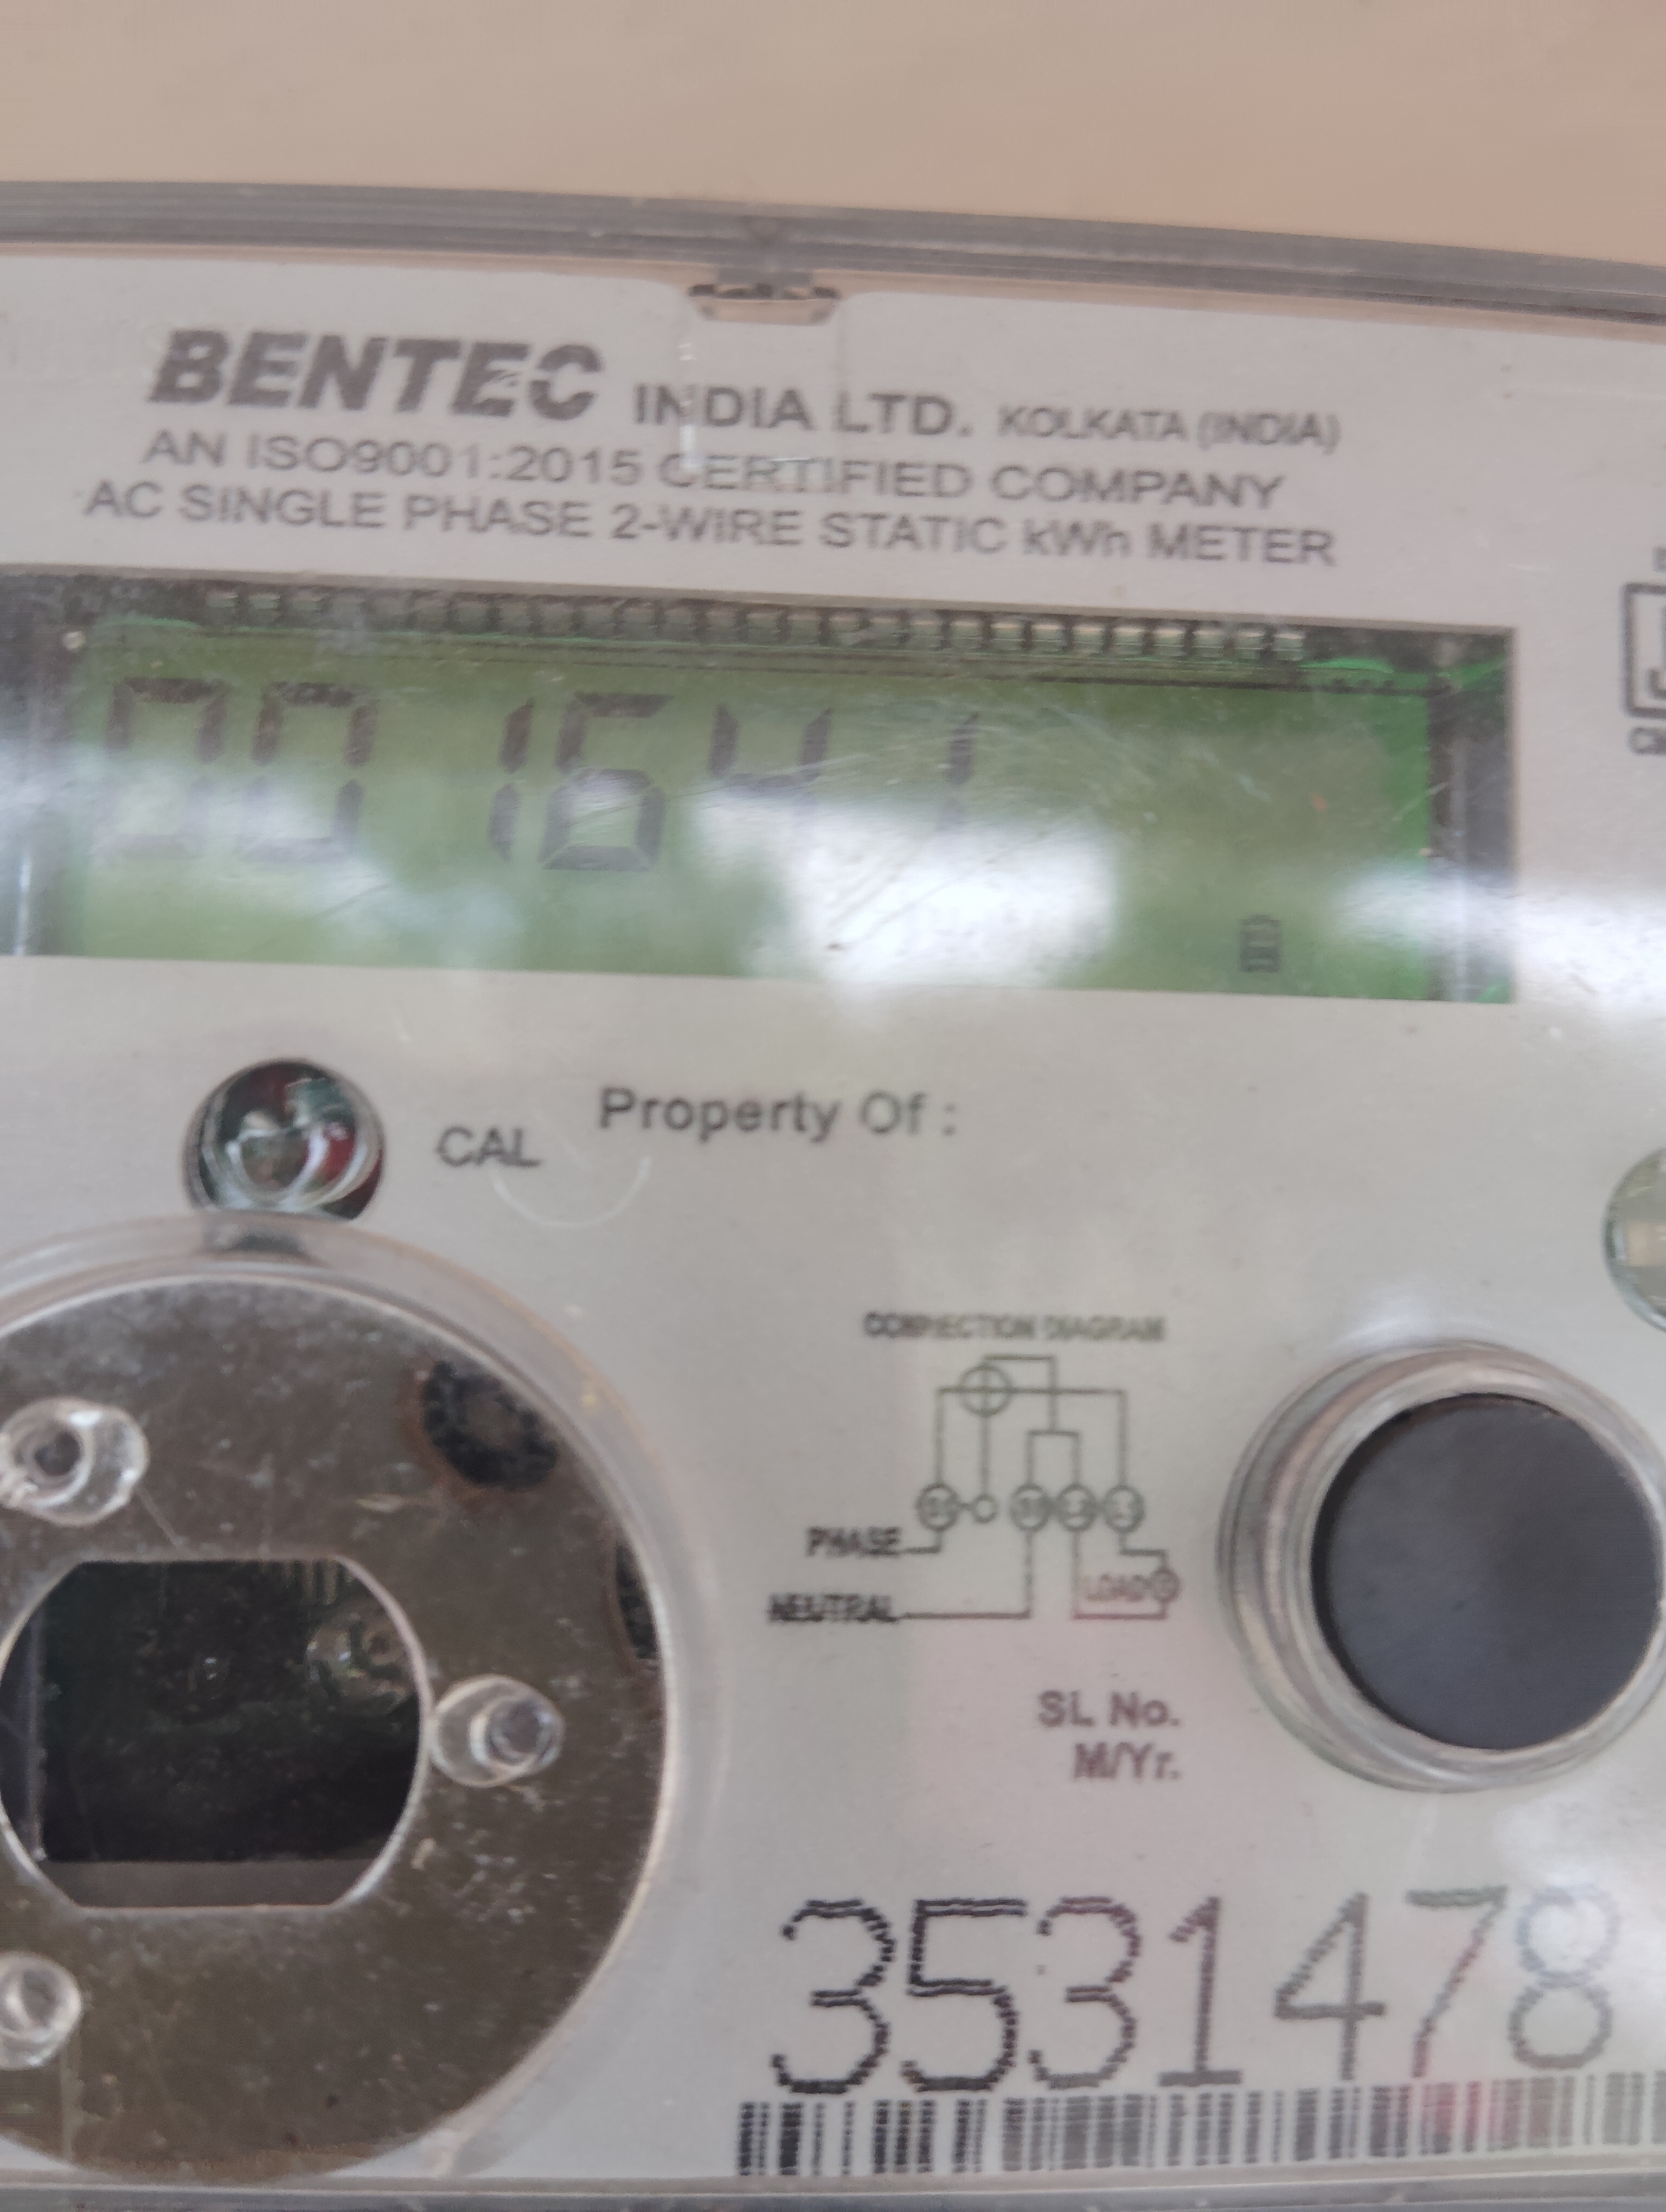 BENTEC INDIA LTD. KOLKATA (INDIA)
AN ISO9001:2015 CERTIFIED COMPANY
AC SINGLE PHASE 2-WIRE STATIC kWh METER
001641
CAL
Property Of :
CONNECTION DIAGRAM
PHASE
NEUTRAL
LOAD
SL No.
M/Yr.
3531478